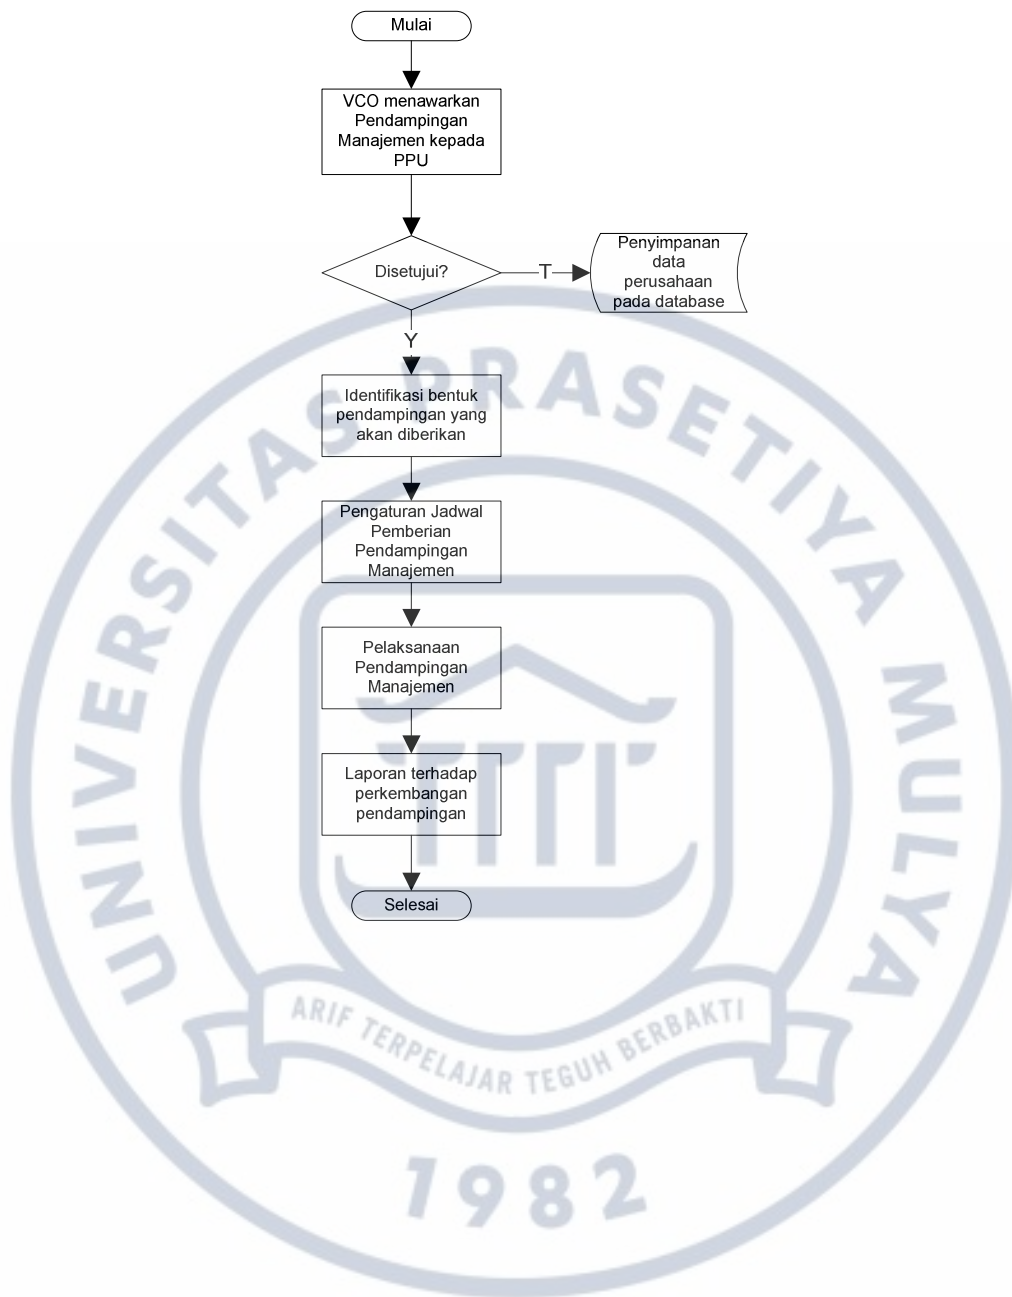 Mulai
VCO menawarkan
Pendampingan
Manajemen kepada
PPU
Disetujui?
T
Penyimpanan
data
perusahaan
pada database
Y
Identifikasi bentuk
pendampingan yang
akan diberikan
Pengaturan Jadwal
Pemberian
Pendampingan
Manajemen
Pelaksanaan
Pendampingan
Manajemen
Laporan terhadap
perkembangan
pendampingan
Selesai
UNIVERSITAS PRASETIYA MULYA
ARIF TERPELAJAR TEGUH BERBAKTI
1982